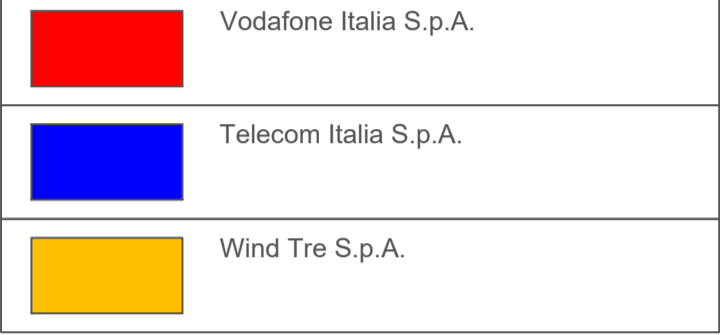 Vodafone Italia S.p.A.
Telecom Italia S.p.A.
Wind Tre S.p.A.